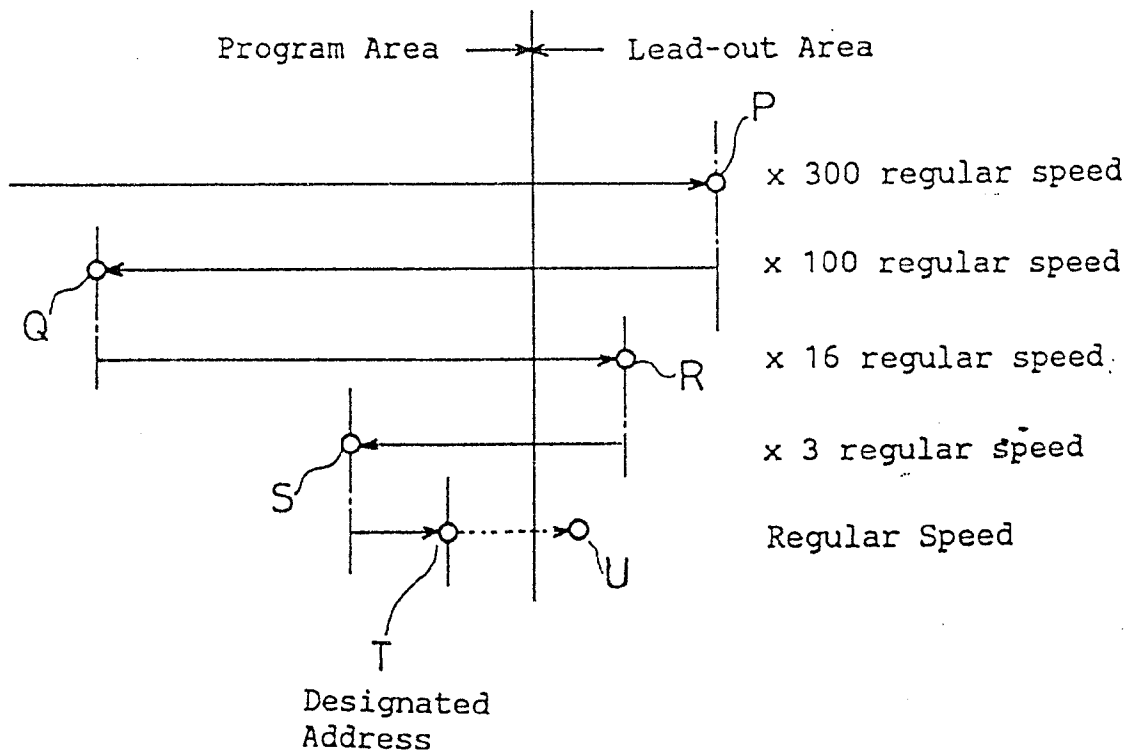 Program Area Lead-out Area
P
x 300 regular speed
Q
x 100 regular speed
R
x 16 regular speed
S
x 3 regular speed
U
Regular Speed
T
Designated
Address